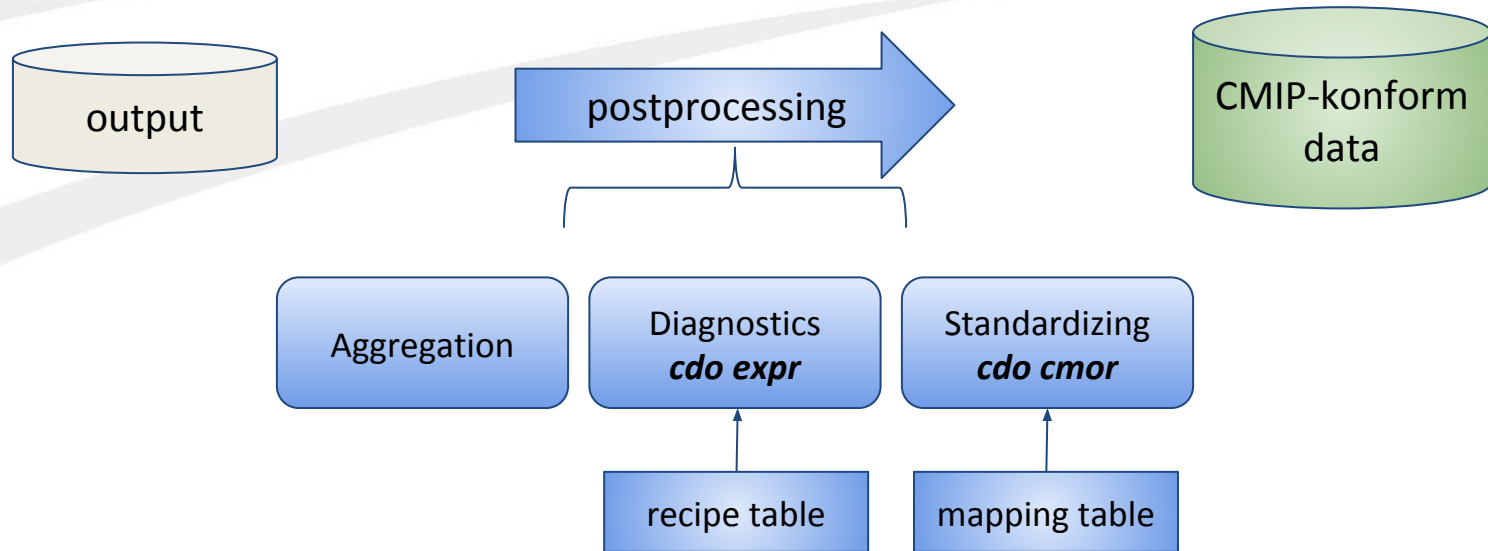 output
postprocessing
CMIP-konform
data
Aggregation
Diagnostics
cdo expr
Standardizing
cdo cmor
recipe table
mapping table